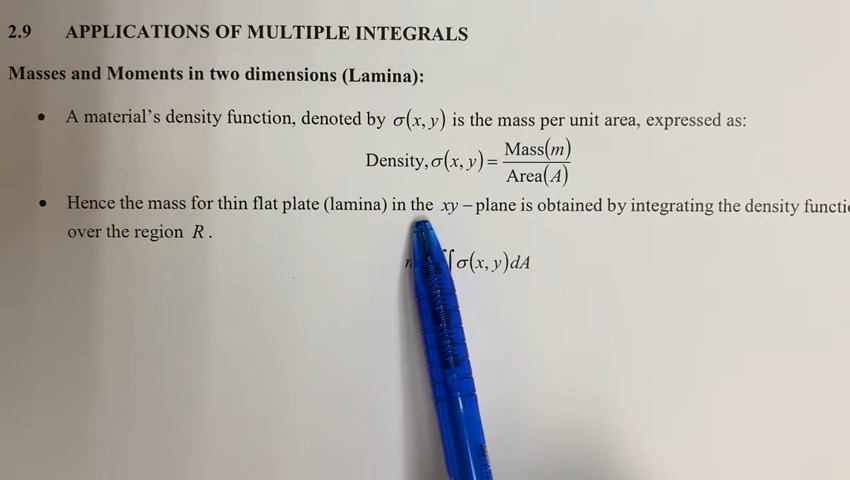 2.9 APPLICATIONS OF MULTIPLE INTEGRALS
Masses and Moments in two dimensions (Lamina):
• A material's density function, denoted by σ(x, y) is the mass per unit area, expressed as:
Density, σ(x, y) = Mass(m) / Area(A)
• Hence the mass for thin flat plate (lamina) in the xy – plane is obtained by integrating the density functi
over the region R .
∫ σ(x, y)dA